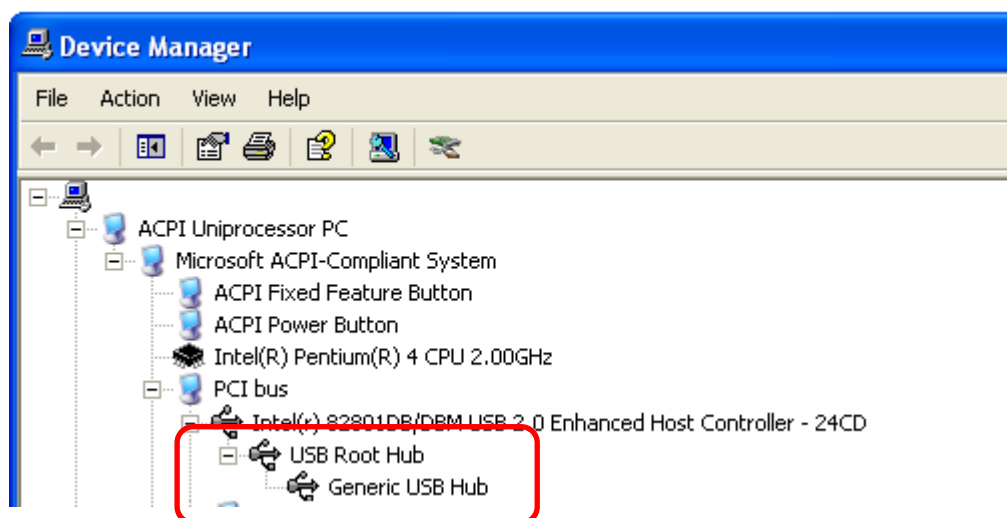 Device Manager
File Action View Help
ACPI Uniprocessor PC
Microsoft ACPI-Compliant System
ACPI Fixed Feature Button
ACPI Power Button
Intel(R) Pentium(R) 4 CPU 2.00GHz
PCI bus
Intel(r) 82801DB/DBM USB 2.0 Enhanced Host Controller - 24CD
USB Root Hub
Generic USB Hub